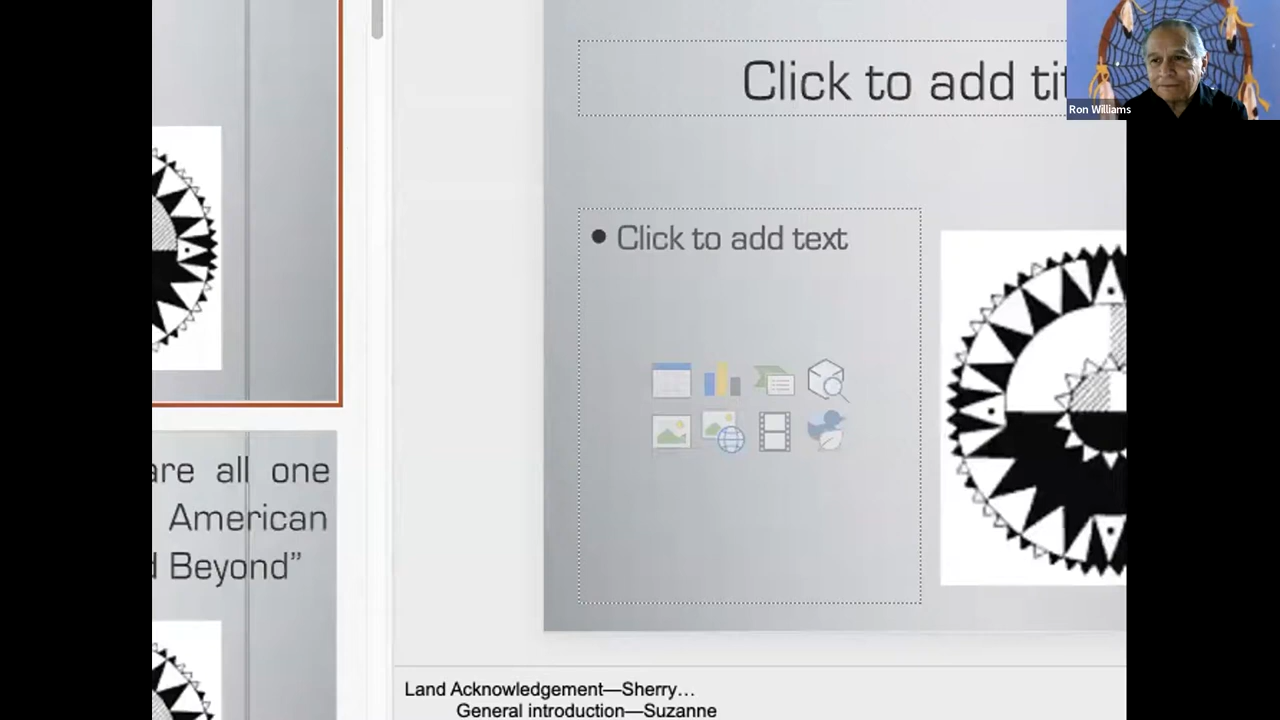 Click to add tit
Ron Williams
• Click to add text
are all one
American
d Beyond”
Land Acknowledgement—Sherry…
General introduction—Suzanne